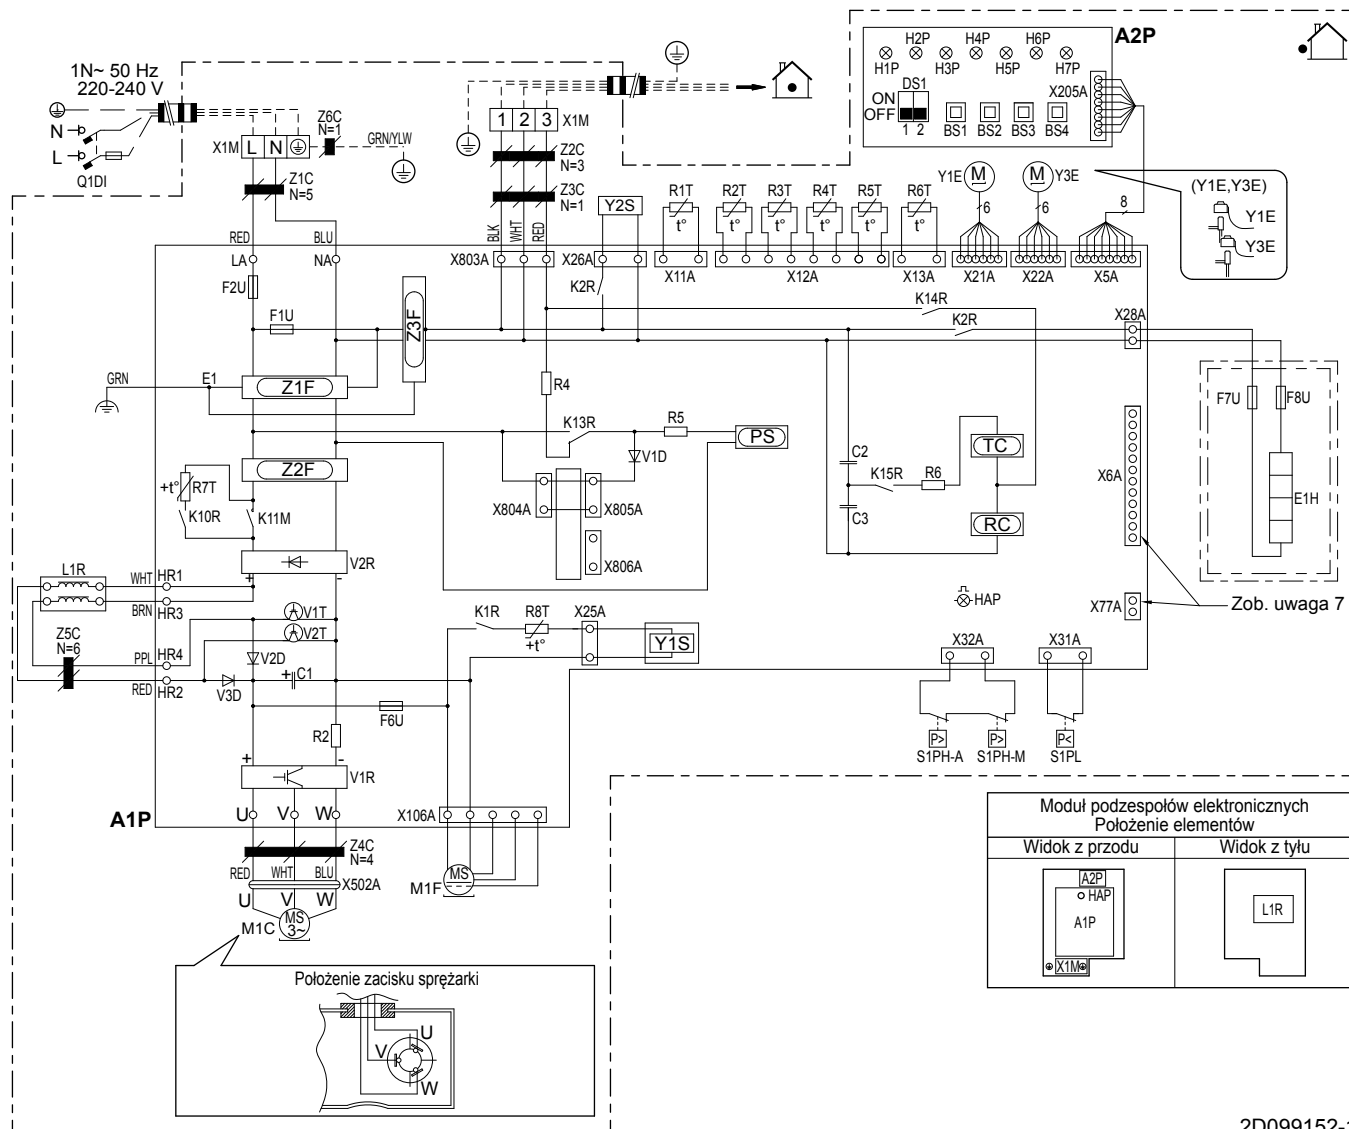 1N~ 50 Hz
220-240 V
N
L
Q1DI
X1M L N
Z6C
N=1
GRN/YLW
Z1C
N=5
1 2 3 X1M
Z2C
N=3
Z3C
N=1
BLK
WHT
RED
A2P
H2P H4P H6P
H1P H3P H5P H7P
DS1
ON
OFF
1 2
BS1 BS2 BS3 BS4
X205A
Y1E M
Y3E M
6
6
8
(Y1E,Y3E)
Y1E
Y3E
Y2S
R1T R2T R3T R4T R5T R6T
t° t° t° t° t° t°
RED BLU
LA NA
X803A X26A X11A X12A X13A X21A X22A X5A
F2U
K2R
F1U
Z3F
K14R
K2R
X28A
GRN
E1
Z1F
R4
F7U F8U
K13R
R5
PS
V1D
Z2F
+t° R7T
K10R
K11M
X804A
X805A
X806A
C2
K15R
R6
C3
TC
RC
X6A
E1H
V2R
+ -
L1R
WHT HR1
BRN HR3
Z5C
N=6
PPL HR4
RED HR2
V1T
V2T
V2D
V3D
+ C1
K1R
R8T
+t°
X25A
Y1S
HAP
X77A
Zob. uwaga 7
X32A X31A
F6U
R2
P> P> P<
S1PH-A S1PH-M S1PL
+ -
V1R
A1P
U V W
X106A
Z4C
N=4
RED WHT BLU
X502A
U V W
M1C
MS
3~
M1F
MS
Moduł podzespołów elektronicznych
Położenie elementów
Widok z przodu Widok z tyłu
A2P
HAP
A1P
X1M
L1R
Położenie zacisku sprężarki
U
V
W